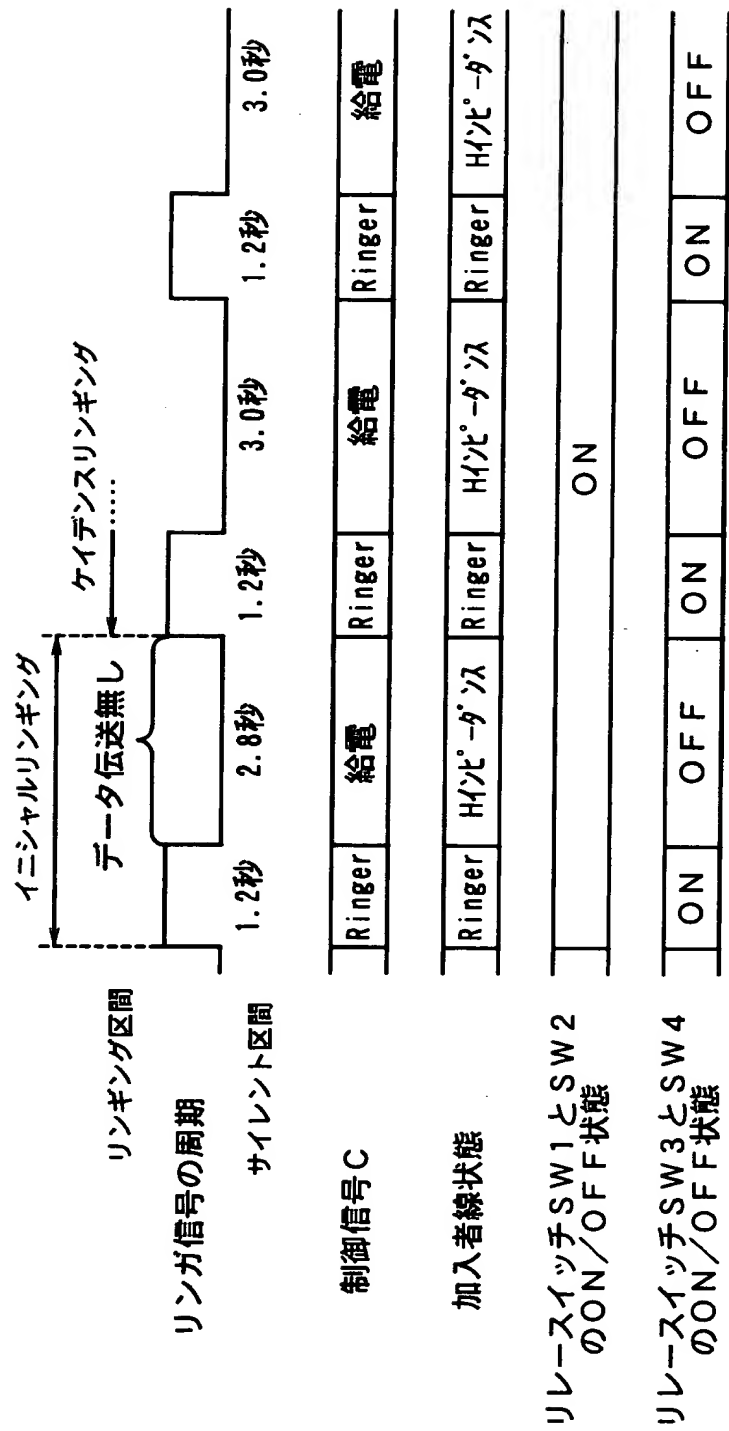 イニシャルリンギング
ケイデンスリンギング
......
データ伝送無し
リンギング区間
リンガ信号の周期
サイレント区間
1.2秒 2.8秒 1.2秒 3.0秒 1.2秒 3.0秒
制御信号C
Ringer 給電 Ringer 給電 Ringer 給電
加入者線状態
Ringer Hインピーダンス Ringer Hインピーダンス Ringer Hインピーダンス
リレースイッチSW1とSW2
のON/OFF状態
ON
リレースイッチSW3とSW4
のON/OFF状態
ON OFF ON OFF ON OFF